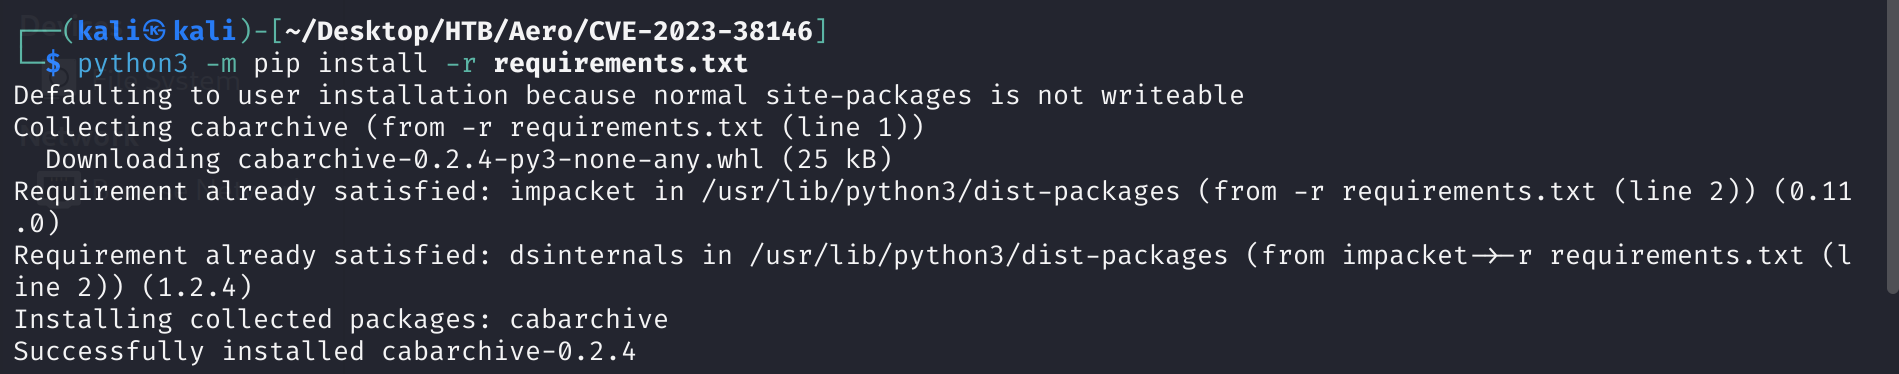 ┌──(kali㉿kali)-[~/Desktop/HTB/Aero/CVE-2023-38146]
└─$ python3 -m pip install -r requirements.txt
Defaulting to user installation because normal site-packages is not writeable
Collecting cabarchive (from -r requirements.txt (line 1))
  Downloading cabarchive-0.2.4-py3-none-any.whl (25 kB)
Requirement already satisfied: impacket in /usr/lib/python3/dist-packages (from -r requirements.txt (line 2)) (0.11
.0)
Requirement already satisfied: dsinternals in /usr/lib/python3/dist-packages (from impacket->-r requirements.txt (l
ine 2)) (1.2.4)
Installing collected packages: cabarchive
Successfully installed cabarchive-0.2.4